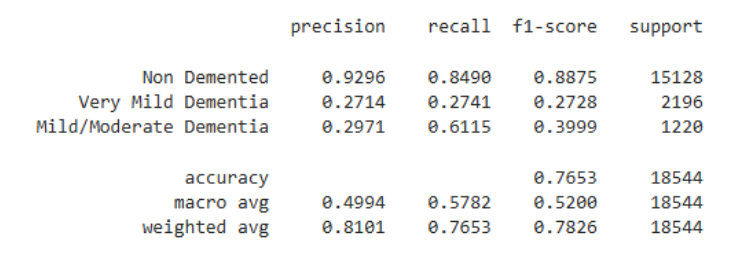 precision recall f1-score support
Non Demented 0.9296 0.8490 0.8875 15128
Very Mild Dementia 0.2714 0.2741 0.2728 2196
Mild/Moderate Dementia 0.2971 0.6115 0.3999 1220
accuracy 0.7653 18544
macro avg 0.4994 0.5782 0.5200 18544
weighted avg 0.8101 0.7653 0.7826 18544